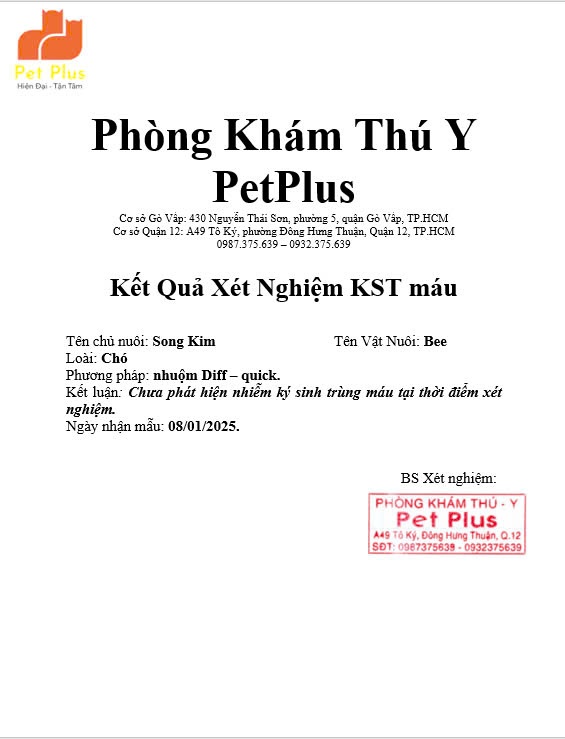 Pet Plus
Hiện Đại - Tận Tâm
Phòng Khám Thú Y
PetPlus
Cơ sở Gò Vấp: 430 Nguyễn Thái Sơn, phường 5, quận Gò Vấp, TP.HCM
Cơ sở Quận 12: A49 Tô Ký, phường Đông Hưng Thuận, Quận 12, TP.HCM
0987.375.639 – 0932.375.639
Kết Quả Xét Nghiệm KST máu
Tên chủ nuôi: Song Kim Tên Vật Nuôi: Bee
Loài: Chó
Phương pháp: nhuộm Diff – quick.
Kết luận: Chưa phát hiện nhiễm ký sinh trùng máu tại thời điểm xét
nghiệm.
Ngày nhận mẫu: 08/01/2025.
BS Xét nghiệm:
PHÒNG KHÁM THÚ - Y
Pet Plus
A49 Tô Ký, Đông Hưng Thuận, Q.12
SĐT: 0987375639 - 0932375639